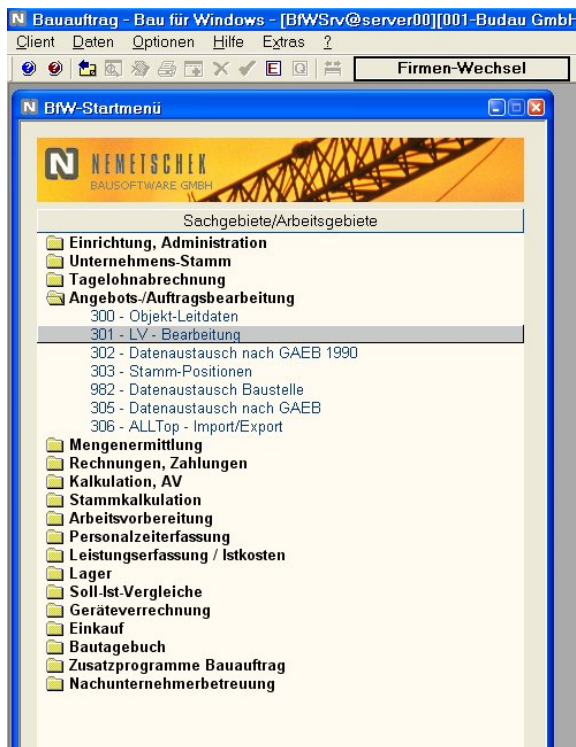 Bauauftrag - Bau für Windows - [BfWSrv@server00][001-Budau GmbH
Client Daten Optionen Hilfe Extras ?
E Q Firmen-Wechsel
N BfW-Startmenü
N NEMETSCHEK
BAUSOFTWARE GMBH
Sachgebiete/Arbeitsgebiete
Einrichtung, Administration
Unternehmens-Stamm
Tagelohnabrechnung
Angebots-/Auftragsbearbeitung
300 - Objekt-Leitdaten
301 - LV - Bearbeitung
302 - Datenaustausch nach GAEB 1990
303 - Stamm-Positionen
982 - Datenaustausch Baustelle
305 - Datenaustausch nach GAEB
306 - ALLTop - Import/Export
Mengenermittlung
Rechnungen, Zahlungen
Kalkulation, AV
Stammkalkulation
Arbeitsvorbereitung
Personalzeiterfassung
Leistungserfassung / Istkosten
Lager
Soll-Ist-Vergleiche
Geräteverrechnung
Einkauf
Bautagebuch
Zusatzprogramme Bauauftrag
Nachunternehmerbetreuung